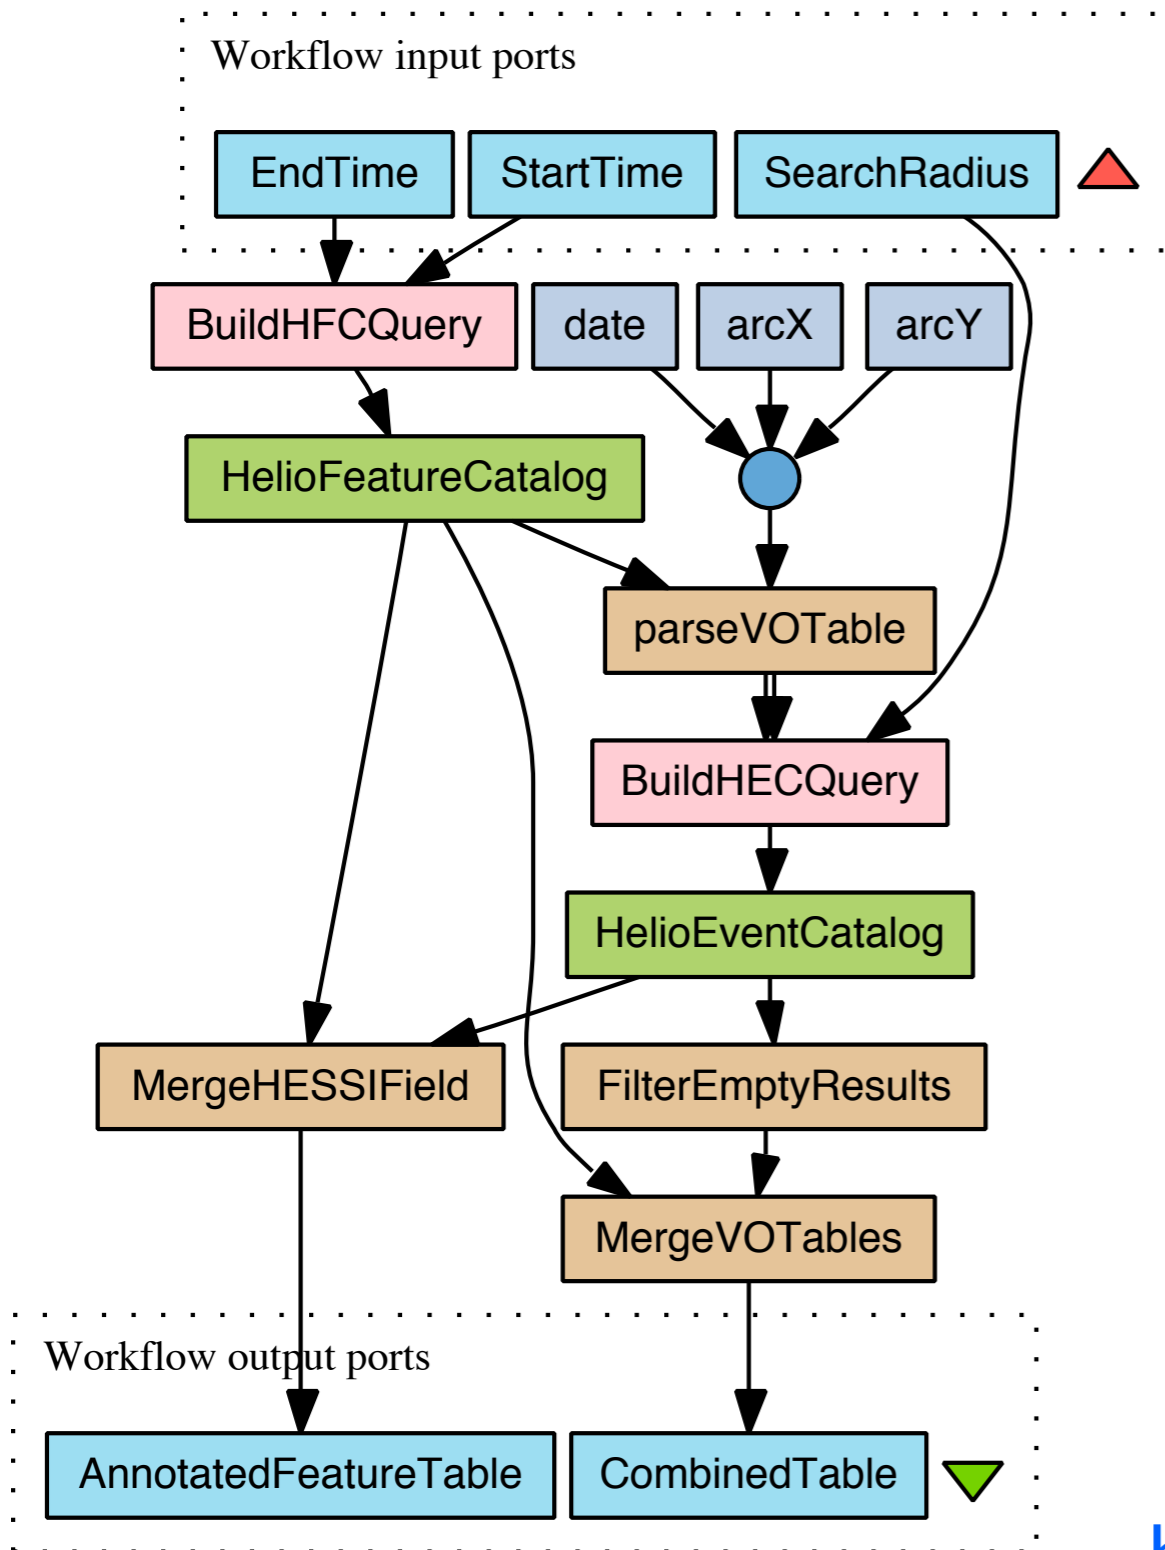 Workflow input ports
EndTime StartTime SearchRadius
BuildHFCQuery date arcX arcY
HelioFeatureCatalog
parseVOTable
BuildHECQuery
HelioEventCatalog
MergeHESSIField FilterEmptyResults
MergeVOTables
Workflow output ports
AnnotatedFeatureTable CombinedTable